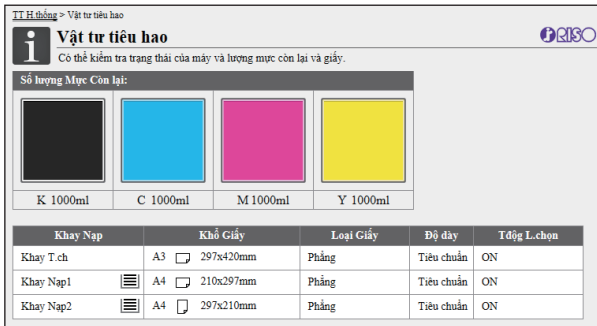 TT H.thống > Vật tư tiêu hao
i Vật tư tiêu hao RISO
Có thể kiểm tra trạng thái của máy và lượng mực còn lại và giấy.
Số lượng Mực Còn lại:
K 1000ml C 1000ml M 1000ml Y 1000ml
Khay Nạp Khổ Giấy Loại Giấy Độ dày Tđộg L.chọn
Khay T.ch A3 297x420mm Phẳng Tiêu chuẩn ON
Khay Nạp1 A4 210x297mm Phẳng Tiêu chuẩn ON
Khay Nạp2 A4 297x210mm Phẳng Tiêu chuẩn ON